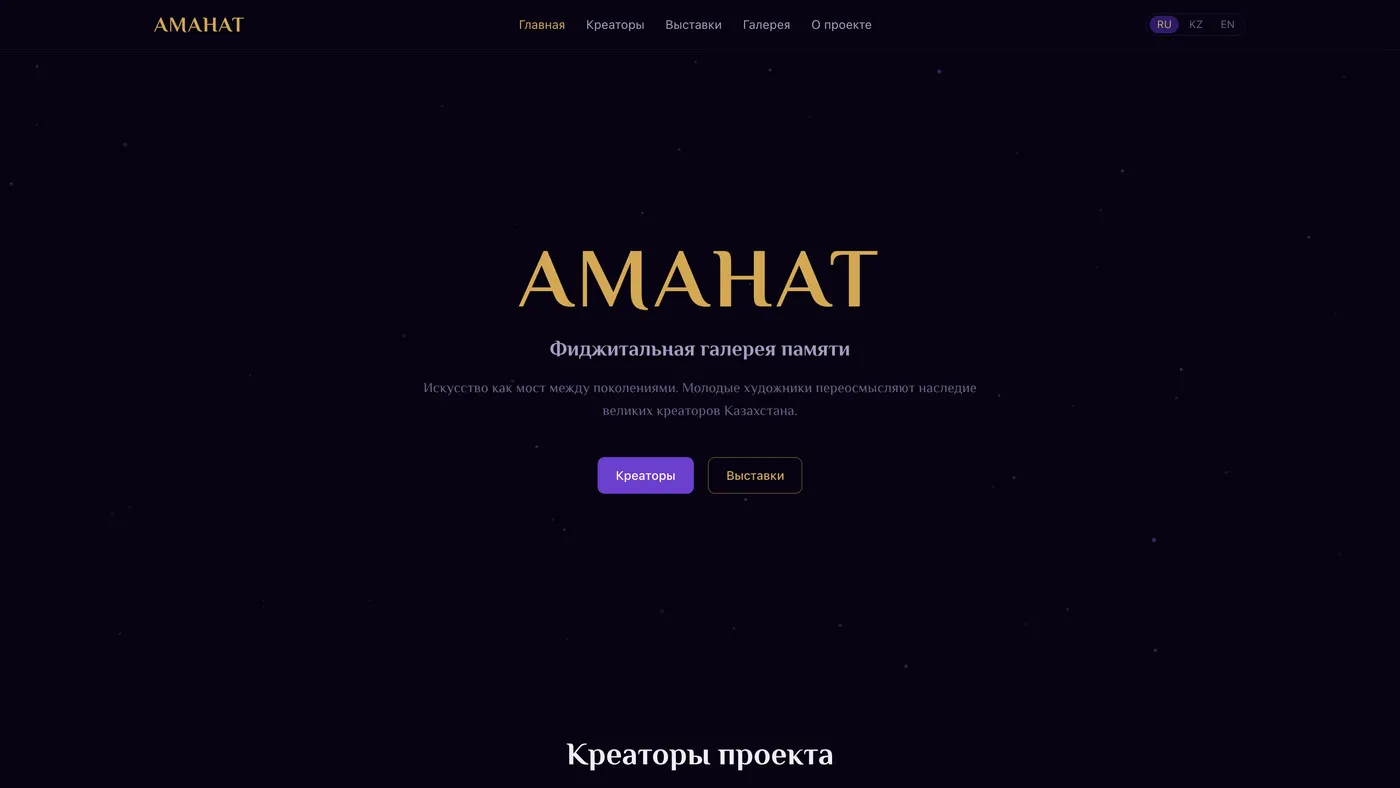 АМАНАТ
Главная Креаторы Выставки Галерея О проекте
RU KZ EN
АМАНАТ
Фиджитальная галерея памяти
Искусство как мост между поколениями. Молодые художники переосмысляют наследие
великих креаторов Казахстана.
Креаторы Выставки
Креаторы проекта